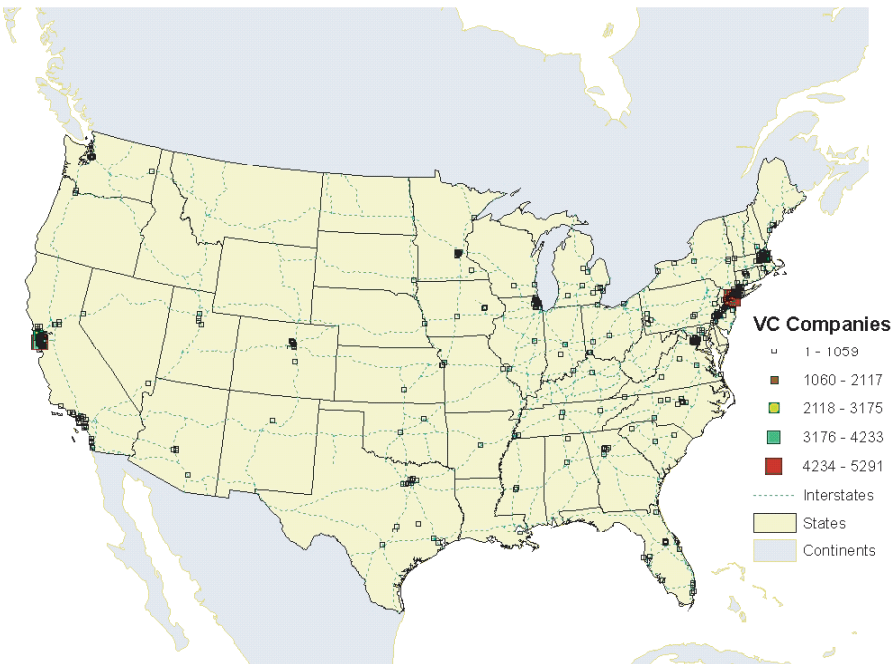 VC Companies
1 - 1059
1060 - 2117
2118 - 3175
3176 - 4233
4234 - 5291
Interstates
States
Continents